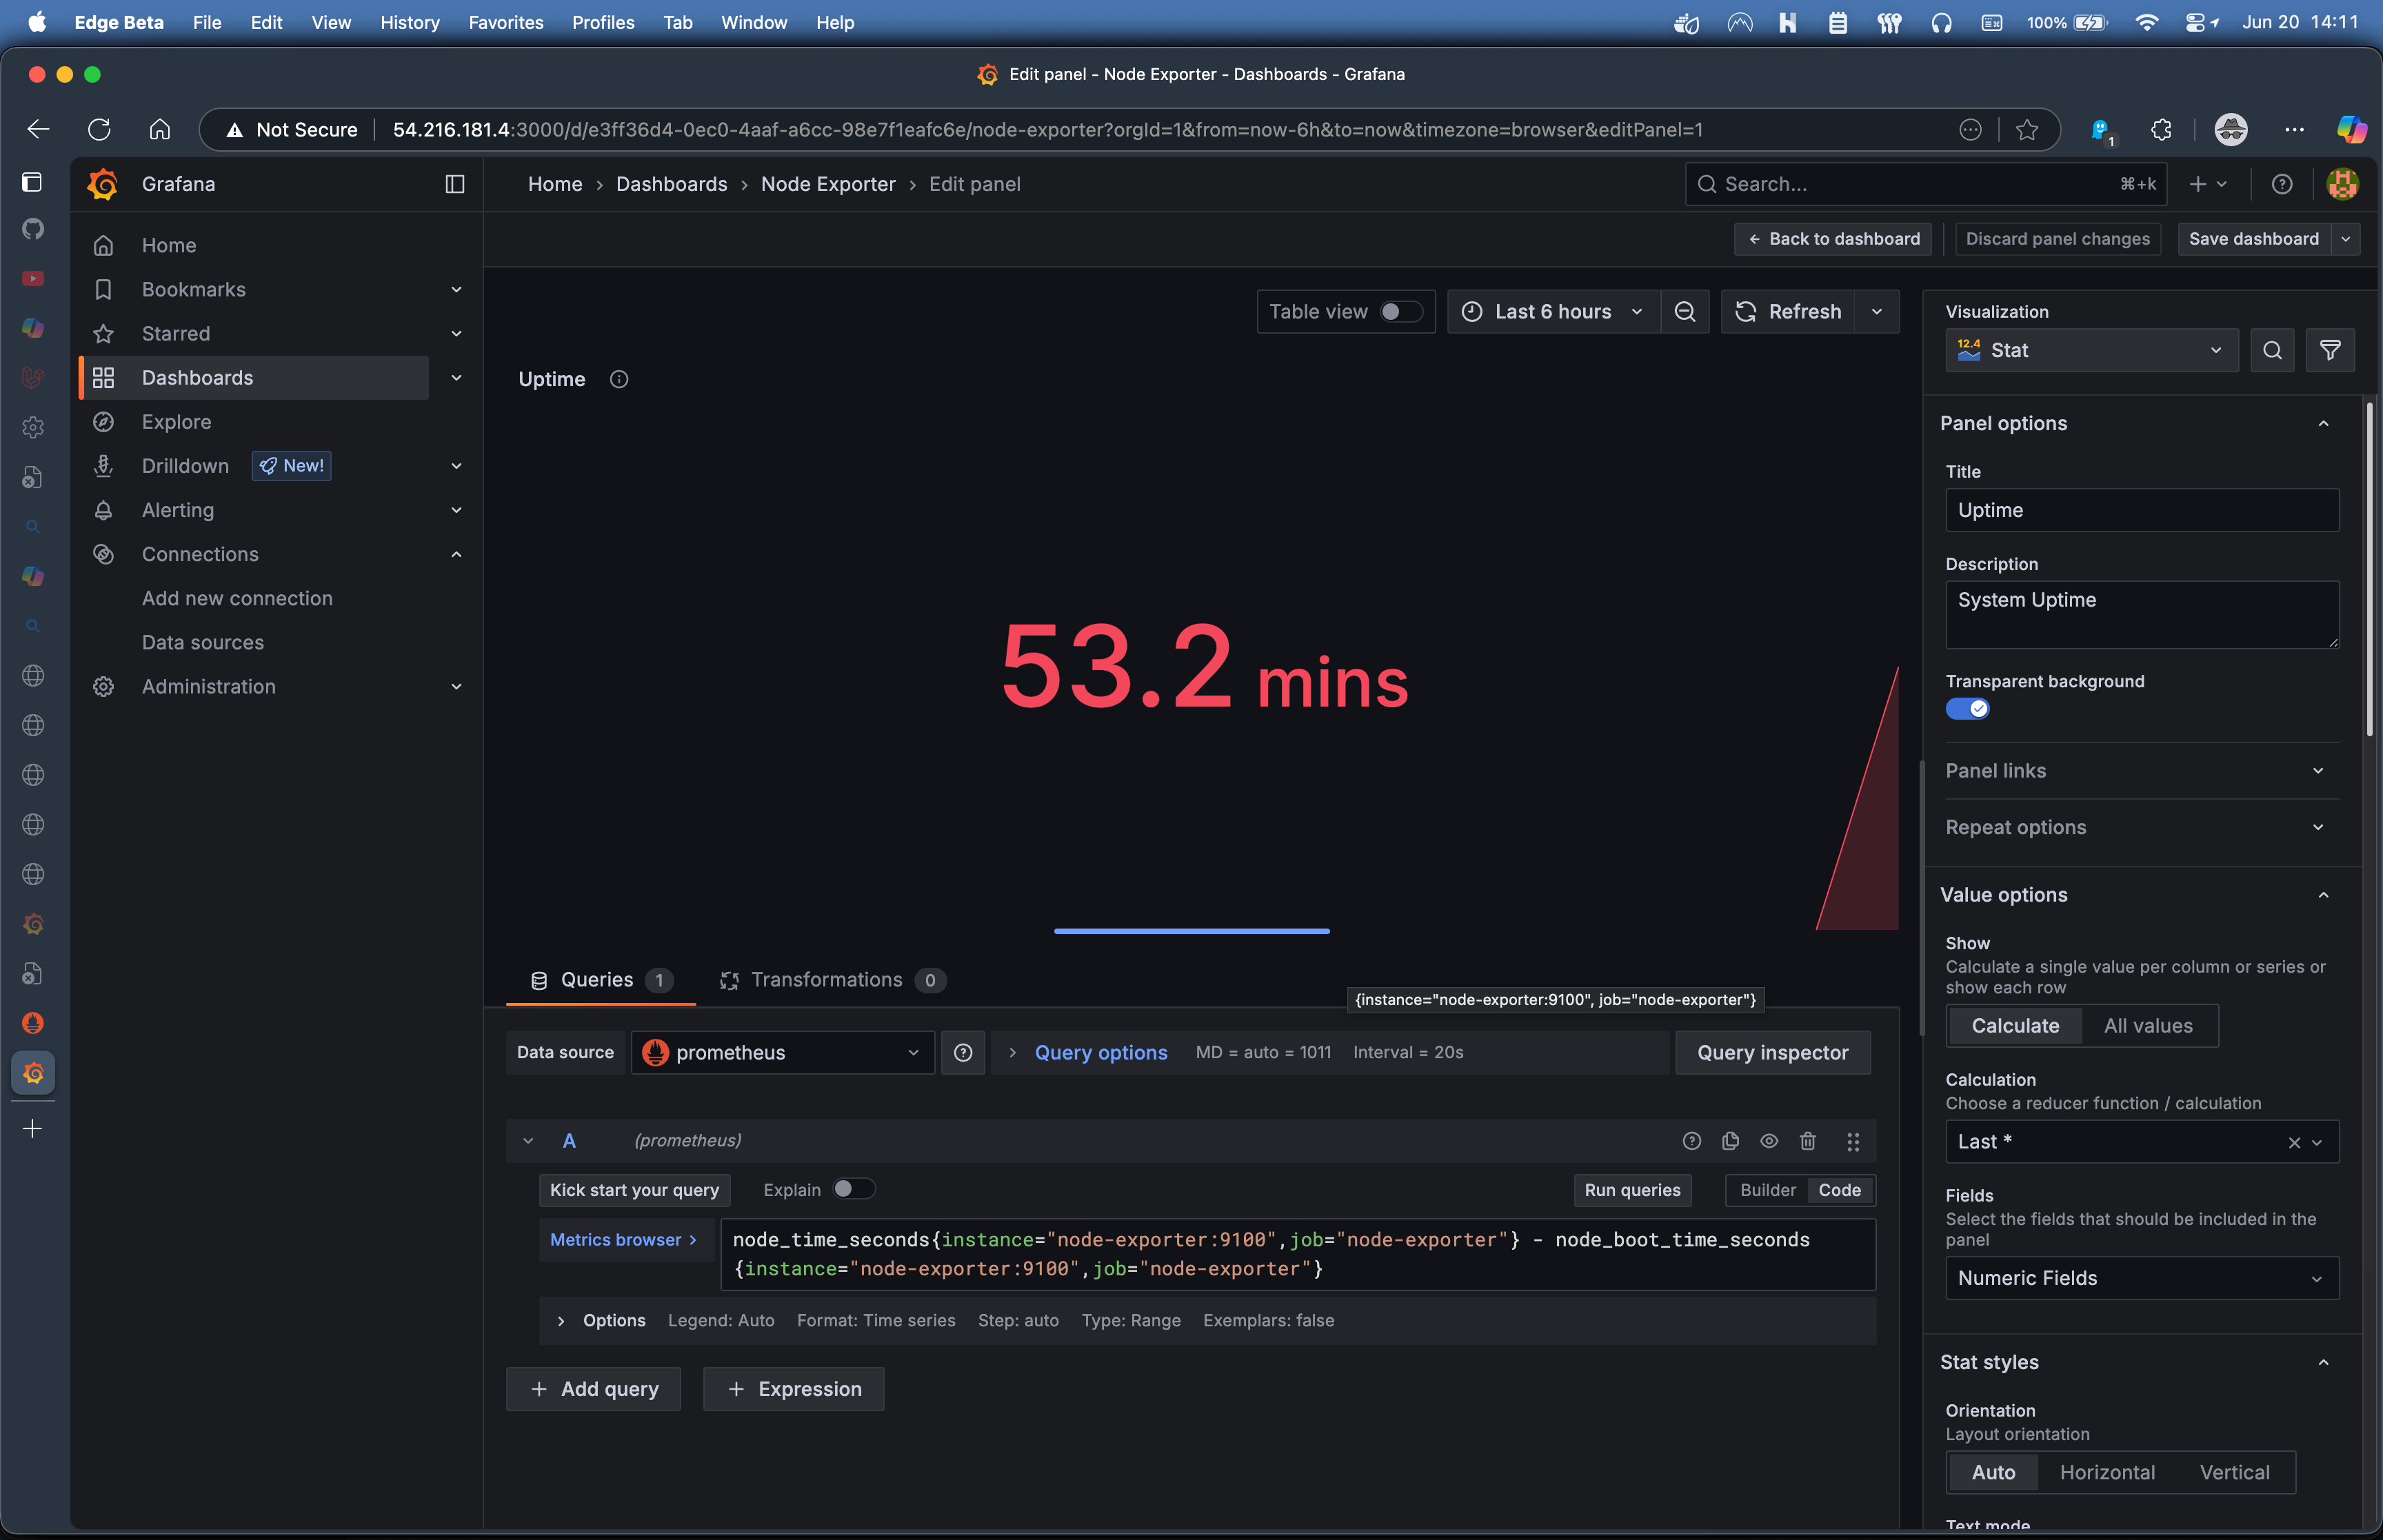 Edge Beta File Edit View History Favorites Profiles Tab Window Help 100% Jun 20 14:11
Edit panel - Node Exporter - Dashboards - Grafana
Not Secure 54.216.181.4:3000/d/e3ff36d4-0ec0-4aaf-a6cc-98e7f1eafc6e/node-exporter?orgId=1&from=now-6h&to=now&timezone=browser&editPanel=1 1
Grafana
Home › Dashboards › Node Exporter › Edit panel
Search... ⌘+k
Home
Bookmarks
Starred
Dashboards
Explore
Drilldown New!
Alerting
Connections
Add new connection
Data sources
Administration
Back to dashboard Discard panel changes Save dashboard
Table view Last 6 hours Refresh
Uptime
53.2 mins
Queries 1 Transformations 0
{instance="node-exporter:9100", job="node-exporter"}
Data source prometheus Query options MD = auto = 1011 Interval = 20s Query inspector
A (prometheus)
Kick start your query Explain Run queries Builder Code
Metrics browser › node_time_seconds{instance="node-exporter:9100",job="node-exporter"} - node_boot_time_seconds
{instance="node-exporter:9100",job="node-exporter"}
Options Legend: Auto Format: Time series Step: auto Type: Range Exemplars: false
+ Add query + Expression
Visualization
12.4 Stat
Panel options
Title
Uptime
Description
System Uptime
Transparent background
Panel links
Repeat options
Value options
Show
Calculate a single value per column or series or
show each row
Calculate All values
Calculation
Choose a reducer function / calculation
Last *
Fields
Select the fields that should be included in the
panel
Numeric Fields
Stat styles
Orientation
Layout orientation
Auto Horizontal Vertical
Text mode